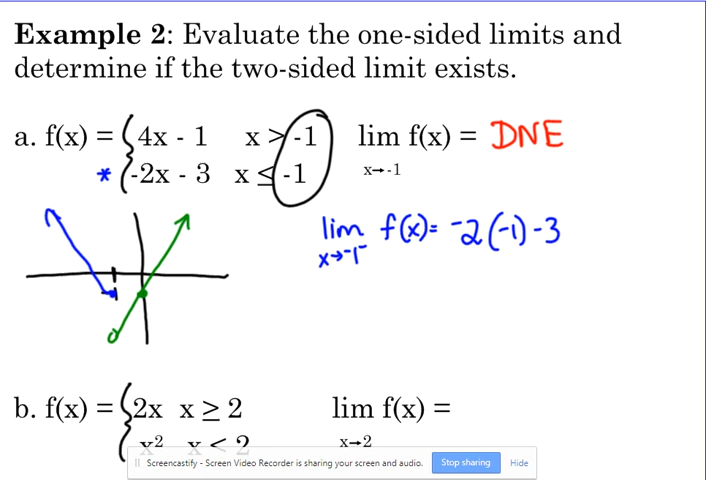 Example 2: Evaluate the one-sided limits and
determine if the two-sided limit exists.
a. f(x) = {4x - 1 x > -1 lim f(x) = DNE
* -2x - 3 x ≤ -1 x→-1
lim f(x) = -2(-1)-3
x→-1⁻
b. f(x) = {2x x ≥ 2 lim f(x) =
x² x < 2 x→2
Screencastify - Screen Video Recorder is sharing your screen and audio. Stop sharing Hide